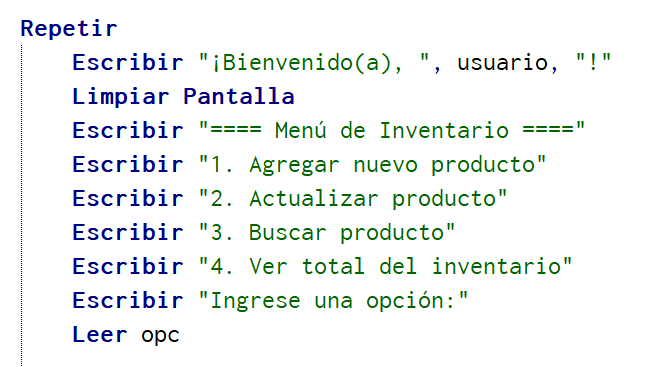 Repetir
Escribir "¡Bienvenido(a), ", usuario, "!"
Limpiar Pantalla
Escribir "==== Menú de Inventario ===="
Escribir "1. Agregar nuevo producto"
Escribir "2. Actualizar producto"
Escribir "3. Buscar producto"
Escribir "4. Ver total del inventario"
Escribir "Ingrese una opción:"
Leer opc